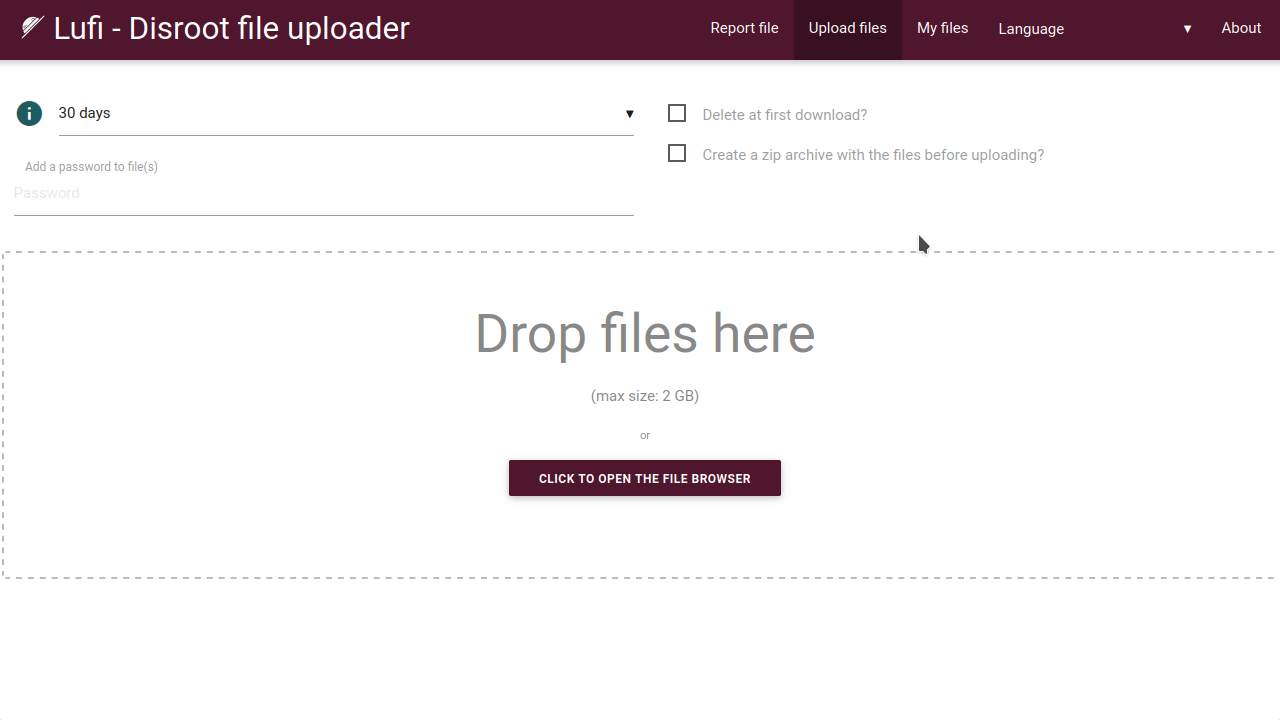 Lufi - Disroot file uploader
Report file
Upload files
My files
Language
About
30 days
Delete at first download?
Create a zip archive with the files before uploading?
Add a password to file(s)
Password
Drop files here
(max size: 2 GB)
or
CLICK TO OPEN THE FILE BROWSER